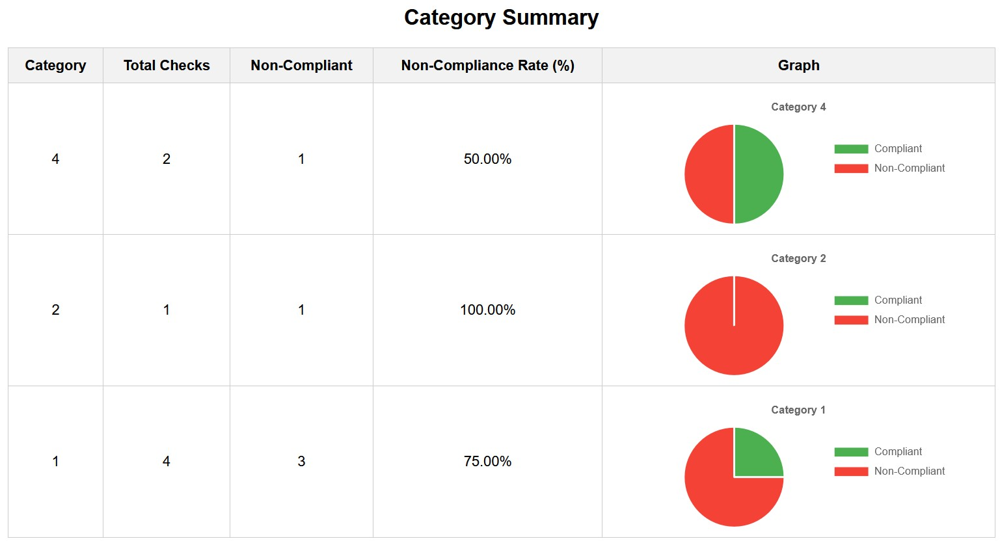 Category Summary
Category Total Checks Non-Compliant Non-Compliance Rate (%) Graph
Category 4
4 2 1 50.00%
Compliant
Non-Compliant
Category 2
2 1 1 100.00%
Compliant
Non-Compliant
Category 1
1 4 3 75.00%
Compliant
Non-Compliant